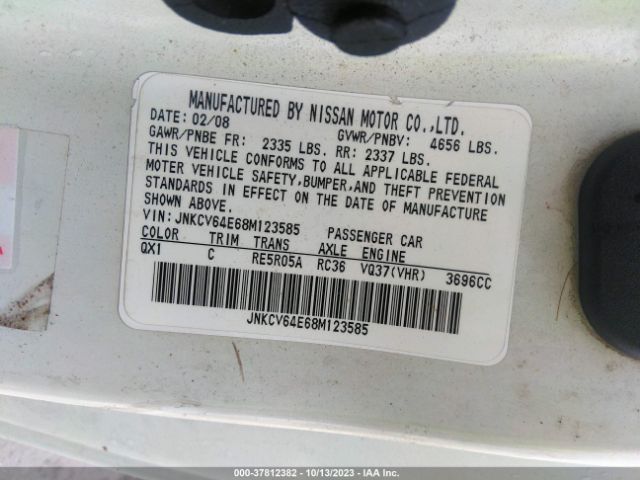 MANUFACTURED BY NISSAN MOTOR CO.,LTD.
DATE: 02/08 GVWR/PNBV: 4656 LBS.
GAWR/PNBE FR: 2335 LBS. RR: 2337 LBS.
THIS VEHICLE CONFORMS TO ALL APPLICABLE FEDERAL
MOTOR VEHICLE SAFETY,BUMPER,AND THEFT PREVENTION
STANDARDS IN EFFECT ON THE DATE OF MANUFACTURE
SHOWN ABOVE.
VIN:JNKCV64E68M123585 PASSENGER CAR
COLOR TRIM TRANS AXLE ENGINE
QX1 C RE5R05A RC36 VQ37(VHR) 3696CC
JNKCV64E68M123585
000-37812382 | 10/13/2023 | IAA Inc.